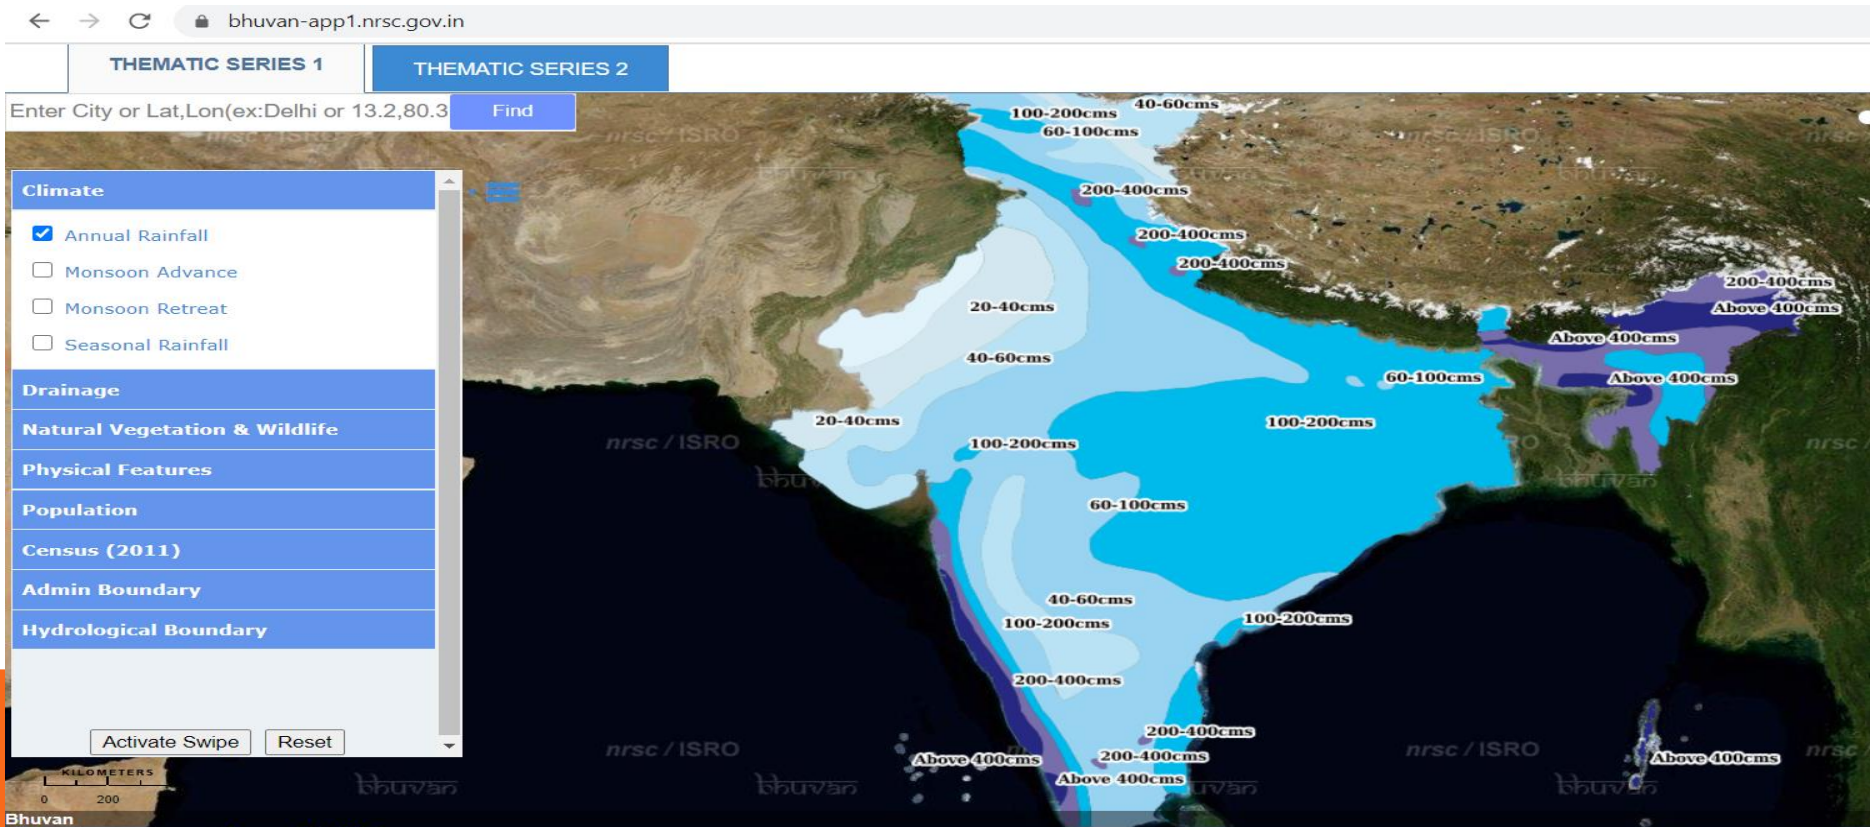 bhuvan-app1.nrsc.gov.in
THEMATIC SERIES 1
THEMATIC SERIES 2
Enter City or Lat,Lon(ex:Delhi or 13.2,80.3
Find
Climate
Annual Rainfall
Monsoon Advance
Monsoon Retreat
Seasonal Rainfall
Drainage
Natural Vegetation & Wildlife
Physical Features
Population
Census (2011)
Admin Boundary
Hydrological Boundary
Activate Swipe
Reset
KILOMETERS
0 200
Bhuvan
40-60cms
100-200cms
60-100cms
nrsc / ISRO
nrsc / ISRO
nrsc
200-400cms
200-400cms
200-400cms
200-400cms
20-40cms
Above 400cms
Above 400cms
40-60cms
60-100cms
Above 400cms
20-40cms
100-200cms
nrsc / ISRO
100-200cms
nrsc
60-100cms
40-60cms
100-200cms
100-200cms
200-400cms
200-400cms
nrsc / ISRO
Above 400cms
200-400cms
nrsc / ISRO
Above 400cms
nrsc
Above 400cms